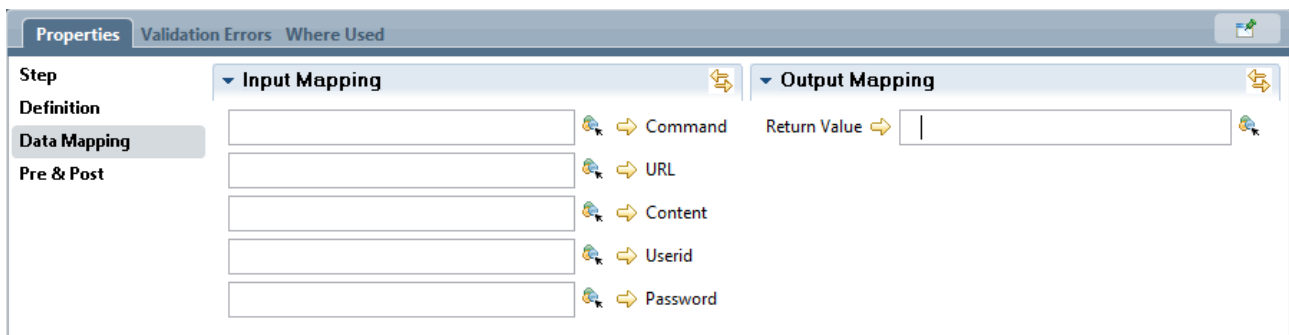 Properties Validation Errors Where Used
Step
Definition
Data Mapping
Pre & Post
Input Mapping
Command
URL
Content
Userid
Password
Output Mapping
Return Value